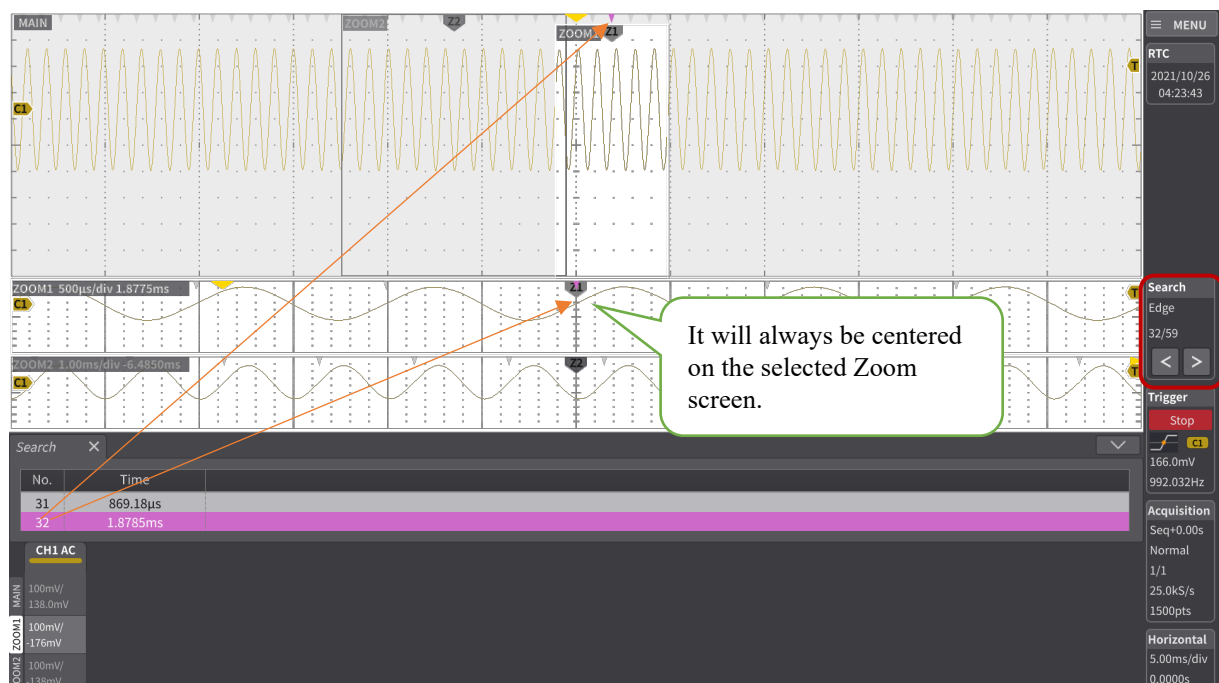 MAIN
ZOOM2
Z2
ZOOM1
Z1
C1
T
MENU
RTC
2021/10/26
04:23:43
ZOOM1 500µs/div 1.8775ms
Z1
C1
T
It will always be centered
on the selected Zoom
screen.
ZOOM2 1.00ms/div -6.4850ms
Z2
C1
T
Search
Edge
32/59
< >
Trigger
Stop
C1
166.0mV
992.032Hz
Acquisition
Seq+0.00s
Normal
1/1
25.0kS/s
1500pts
Horizontal
5.00ms/div
0.0000s
Search X
No. Time
31 869.18µs
32 1.8785ms
CH1 AC
MAIN
100mV/
138.0mV
ZOOM1
100mV/
-176mV
100mV/
-138mV